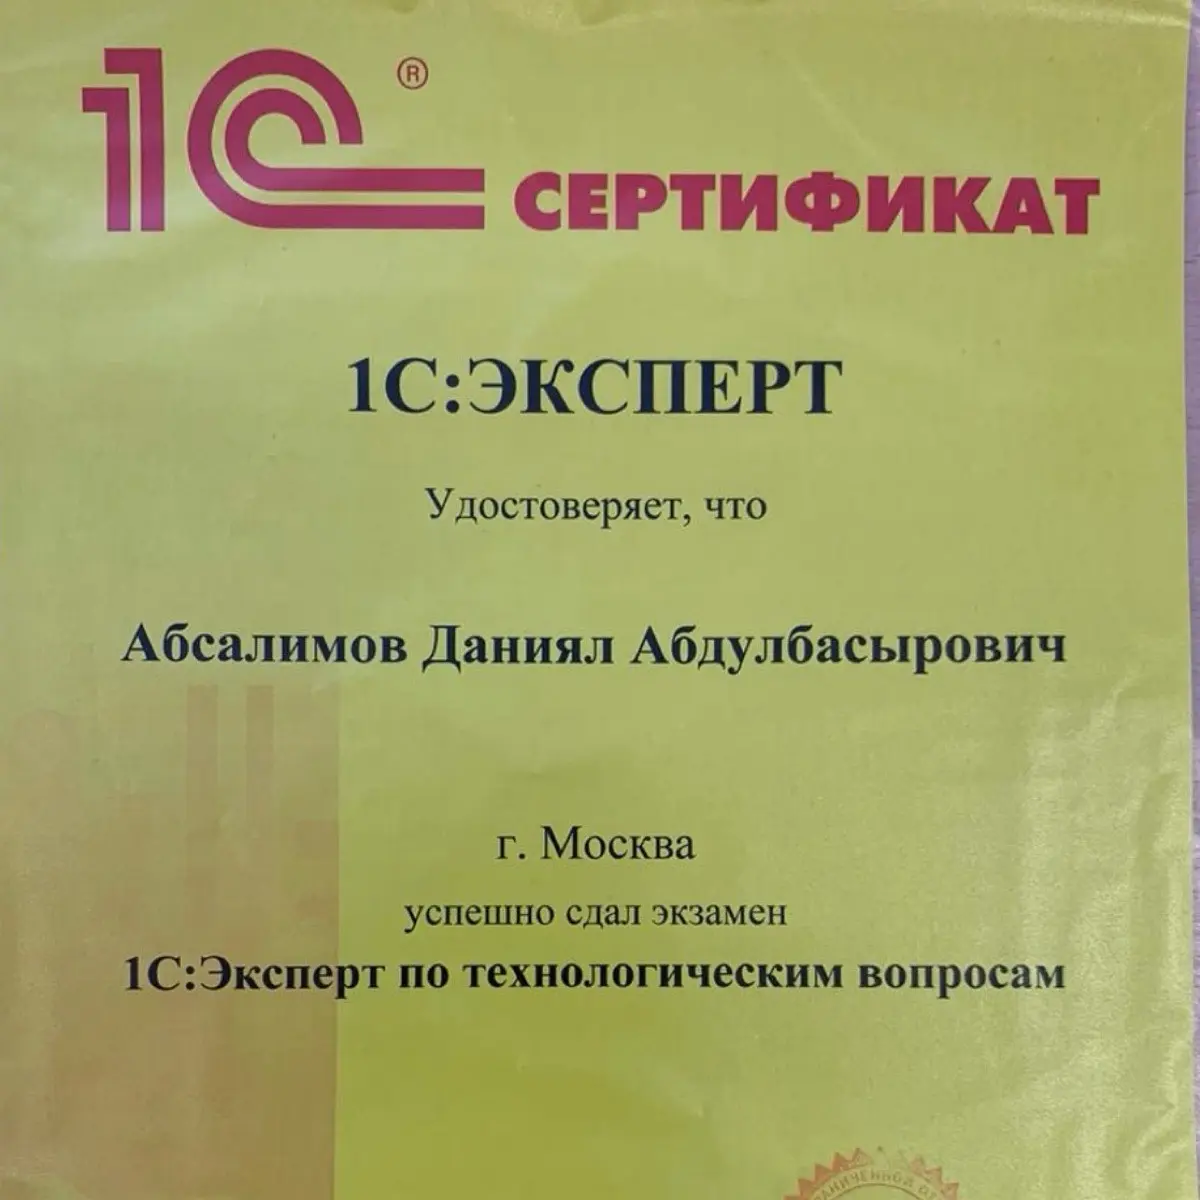 1С® СЕРТИФИКАТ
1С:ЭКСПЕРТ
Удостоверяет, что
Абсалимов Даниял Абдулбасырович
г. Москва
успешно сдал экзамен
1С:Эксперт по технологическим вопросам